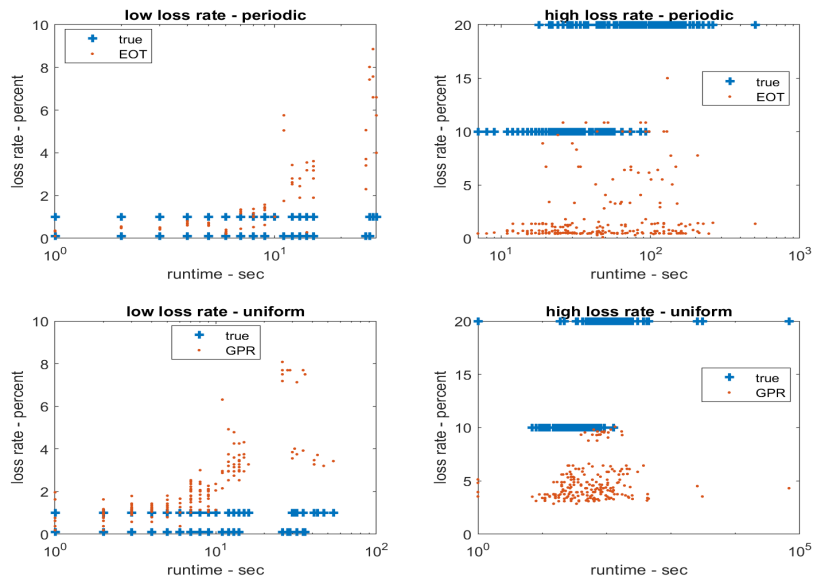 low loss rate - periodic
10
8
6
4
2
0
loss rate - percent
true
EOT
10^0
10^1
runtime - sec
high loss rate - periodic
20
15
10
5
0
loss rate - percent
true
EOT
10^1
10^2
10^3
runtime - sec
low loss rate - uniform
10
8
6
4
2
0
loss rate - percent
true
GPR
10^0
10^1
10^2
runtime - sec
high loss rate - uniform
20
15
10
5
0
loss rate - percent
true
GPR
10^0
10^5
runtime - sec